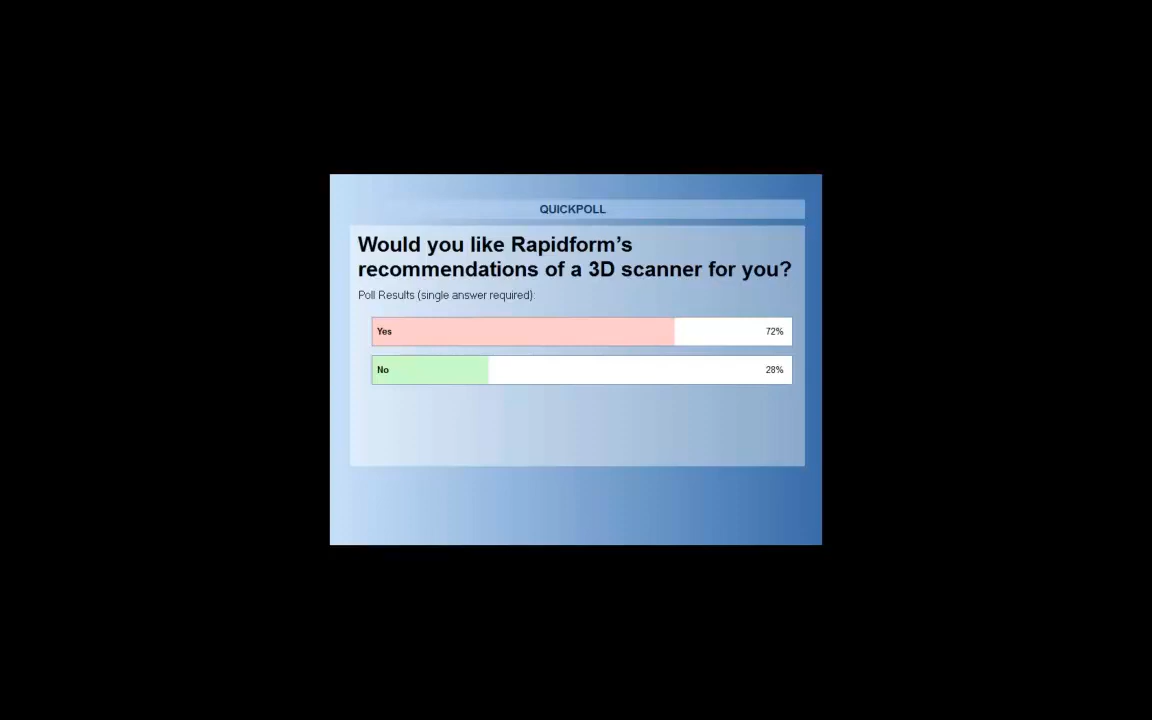 QUICKPOLL
Would you like Rapidform's
recommendations of a 3D scanner for you?
Poll Results (single answer required):
Yes 72%
No 28%